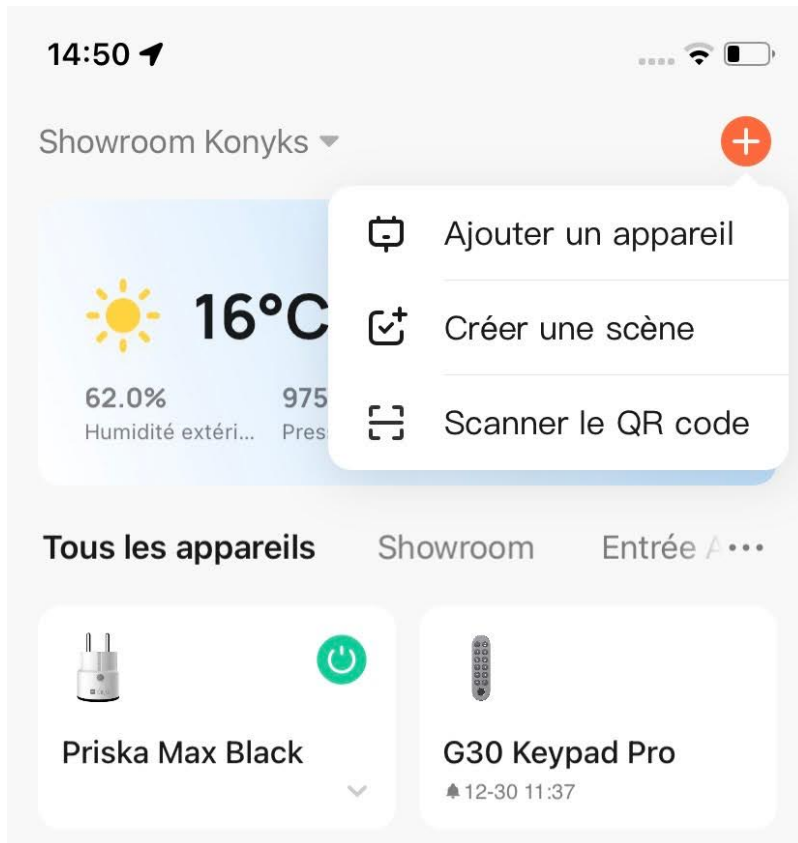 14:50
Showroom Konyks
Ajouter un appareil
16°C
Créer une scène
62.0%
975
Humidité extéri...
Pres
Scanner le QR code
Tous les appareils
Showroom
Entrée A
Priska Max Black
G30 Keypad Pro
12-30 11:37